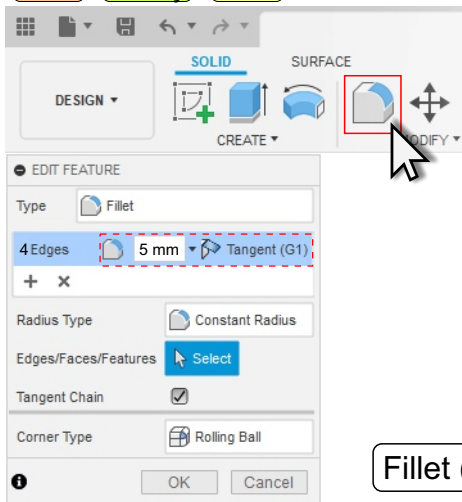 SOLID SURFACE
DESIGN ▾
CREATE ▾ MODIFY ▾
EDIT FEATURE
Type Fillet
4 Edges 5 mm Tangent (G1)
Radius Type Constant Radius
Edges/Faces/Features Select
Tangent Chain
Corner Type Rolling Ball
OK Cancel
Fillet (